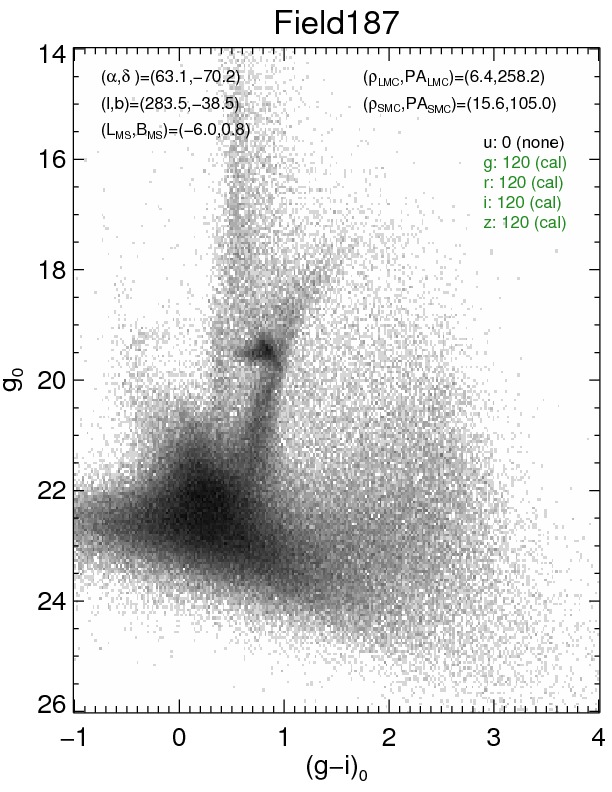 Field187
(α,δ )=(63.1,−70.2)
(ρLMC,PALMC)=(6.4,258.2)
(l,b)=(283.5,−38.5)
(ρSMC,PASMC)=(15.6,105.0)
(LMS,BMS)=(−6.0,0.8)
u: 0 (none)
g: 120 (cal)
r: 120 (cal)
i: 120 (cal)
z: 120 (cal)
14
16
18
20
22
24
26
g0
−1 0 1 2 3 4
(g−i)0